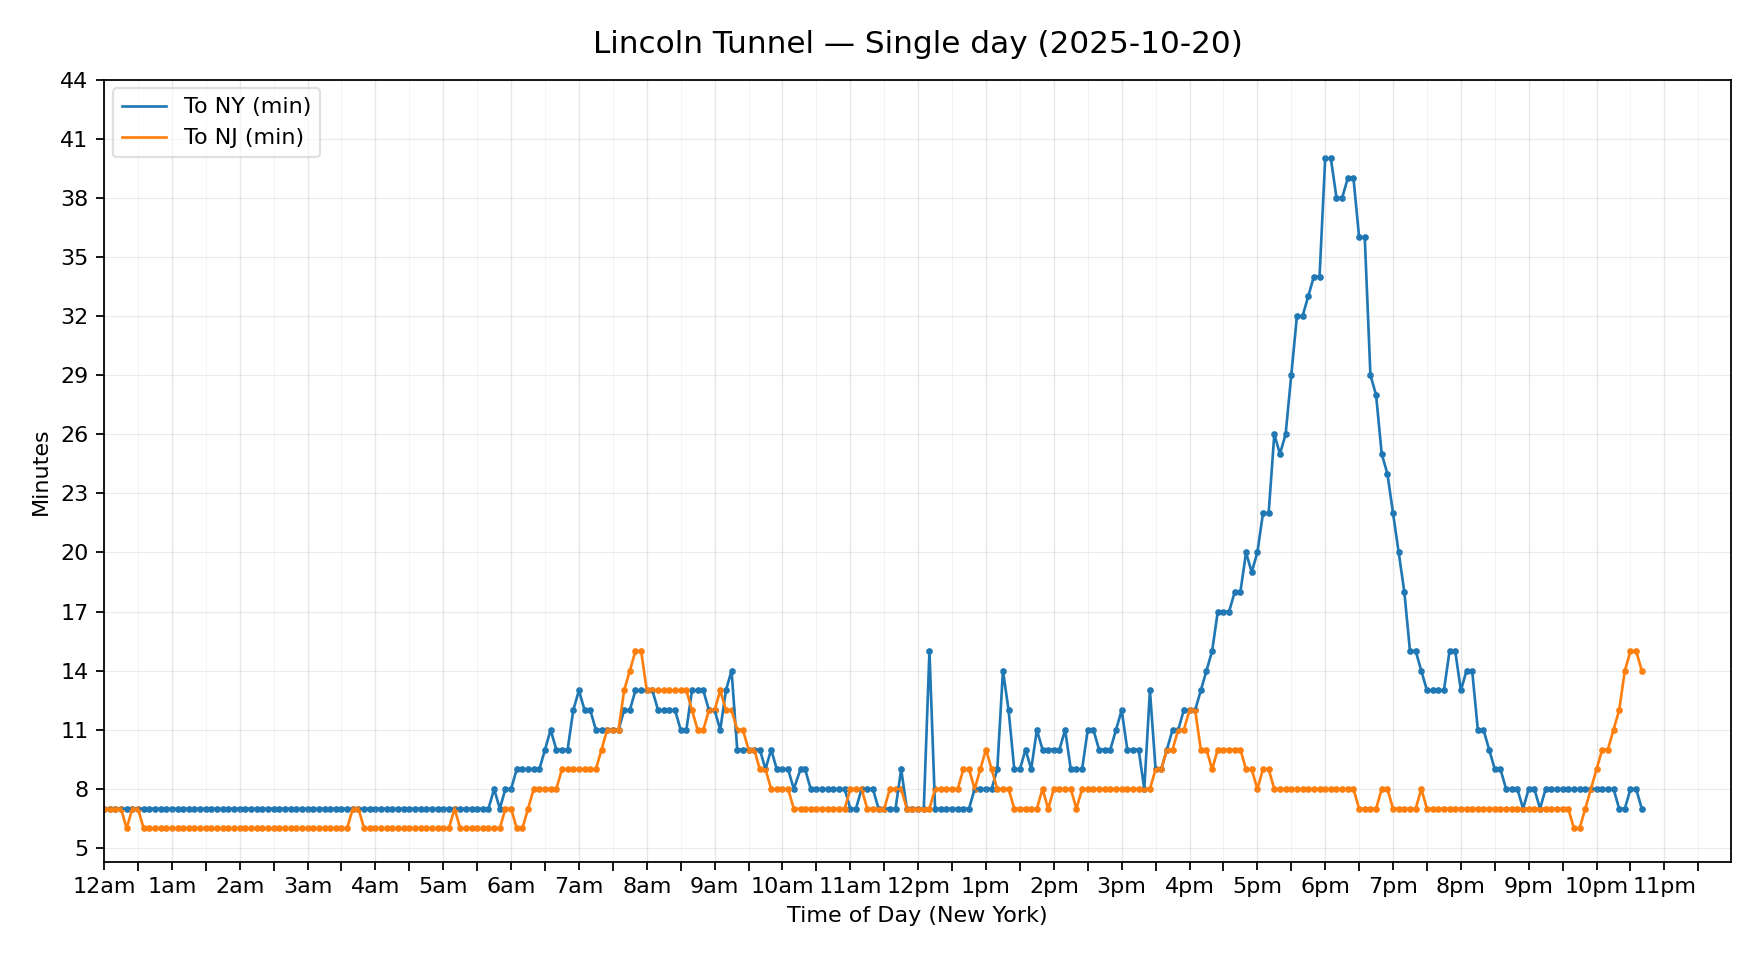 Lincoln Tunnel — Single day (2025-10-20)
To NY (min)
To NJ (min)
44
41
38
35
32
29
26
23
20
17
14
11
8
5
Minutes
12am 1am 2am 3am 4am 5am 6am 7am 8am 9am 10am 11am 12pm 1pm 2pm 3pm 4pm 5pm 6pm 7pm 8pm 9pm 10pm 11pm
Time of Day (New York)